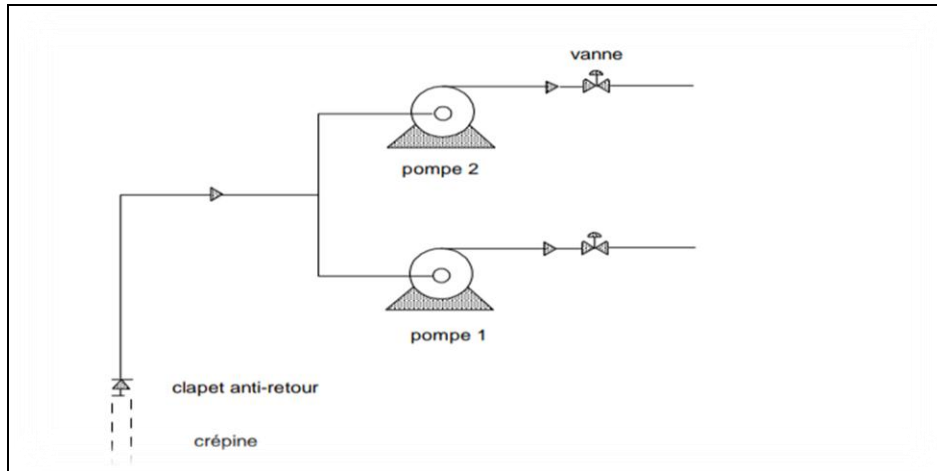 vanne
pompe 2
pompe 1
clapet anti-retour
crépine